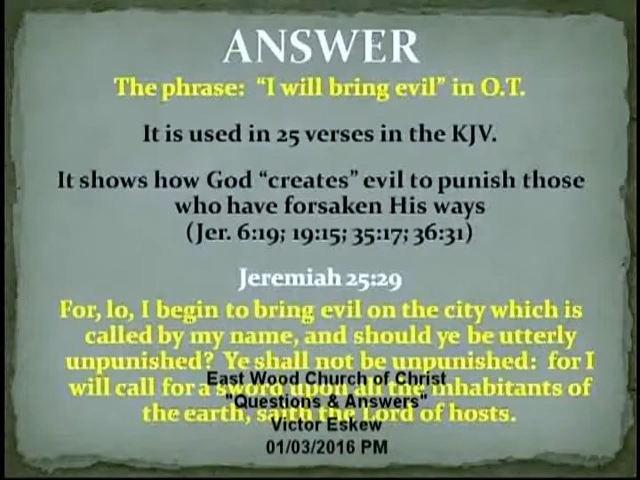 ANSWER
The phrase: "I will bring evil" in O.T.
It is used in 25 verses in the KJV.
It shows how God "creates" evil to punish those
who have forsaken His ways
(Jer. 6:19; 19:15; 35:17; 36:31)
Jeremiah 25:29
For, lo, I begin to bring evil on the city which is
called by my name, and should ye be utterly
unpunished? Ye shall not be unpunished: for I
will call for a sword upon all the inhabitants of
the earth, saith the Lord of hosts.
East Wood Church of Christ
"Questions & Answers"
Victor Eskew
01/03/2016 PM